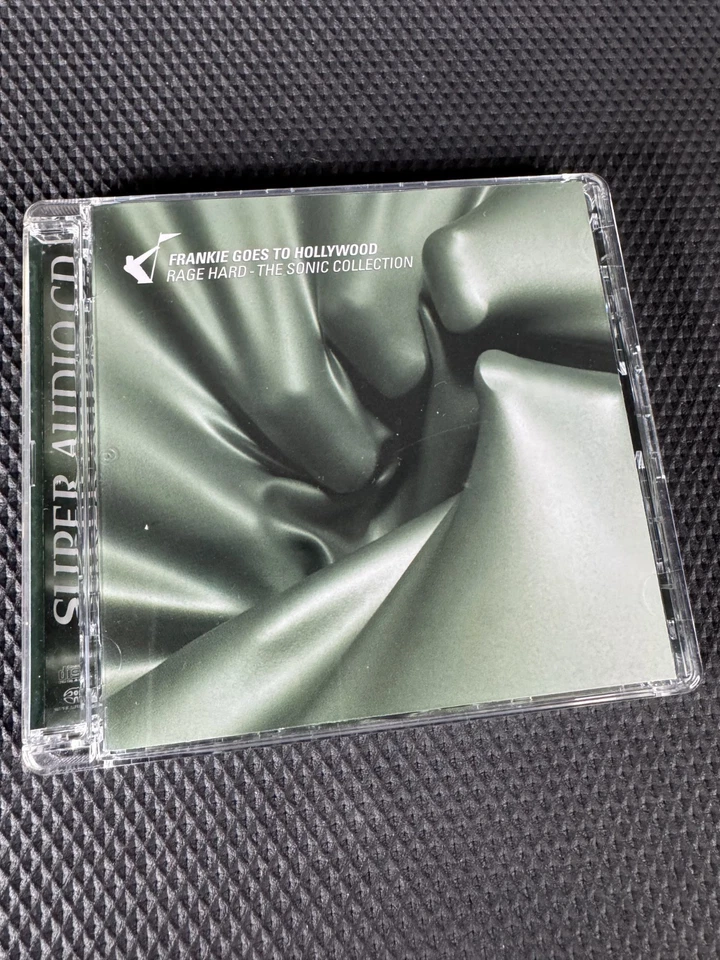 FRANKIE GOES TO HOLLYWOOD
RAGE HARD - THE SONIC COLLECTION
SUPER AUDIO CD